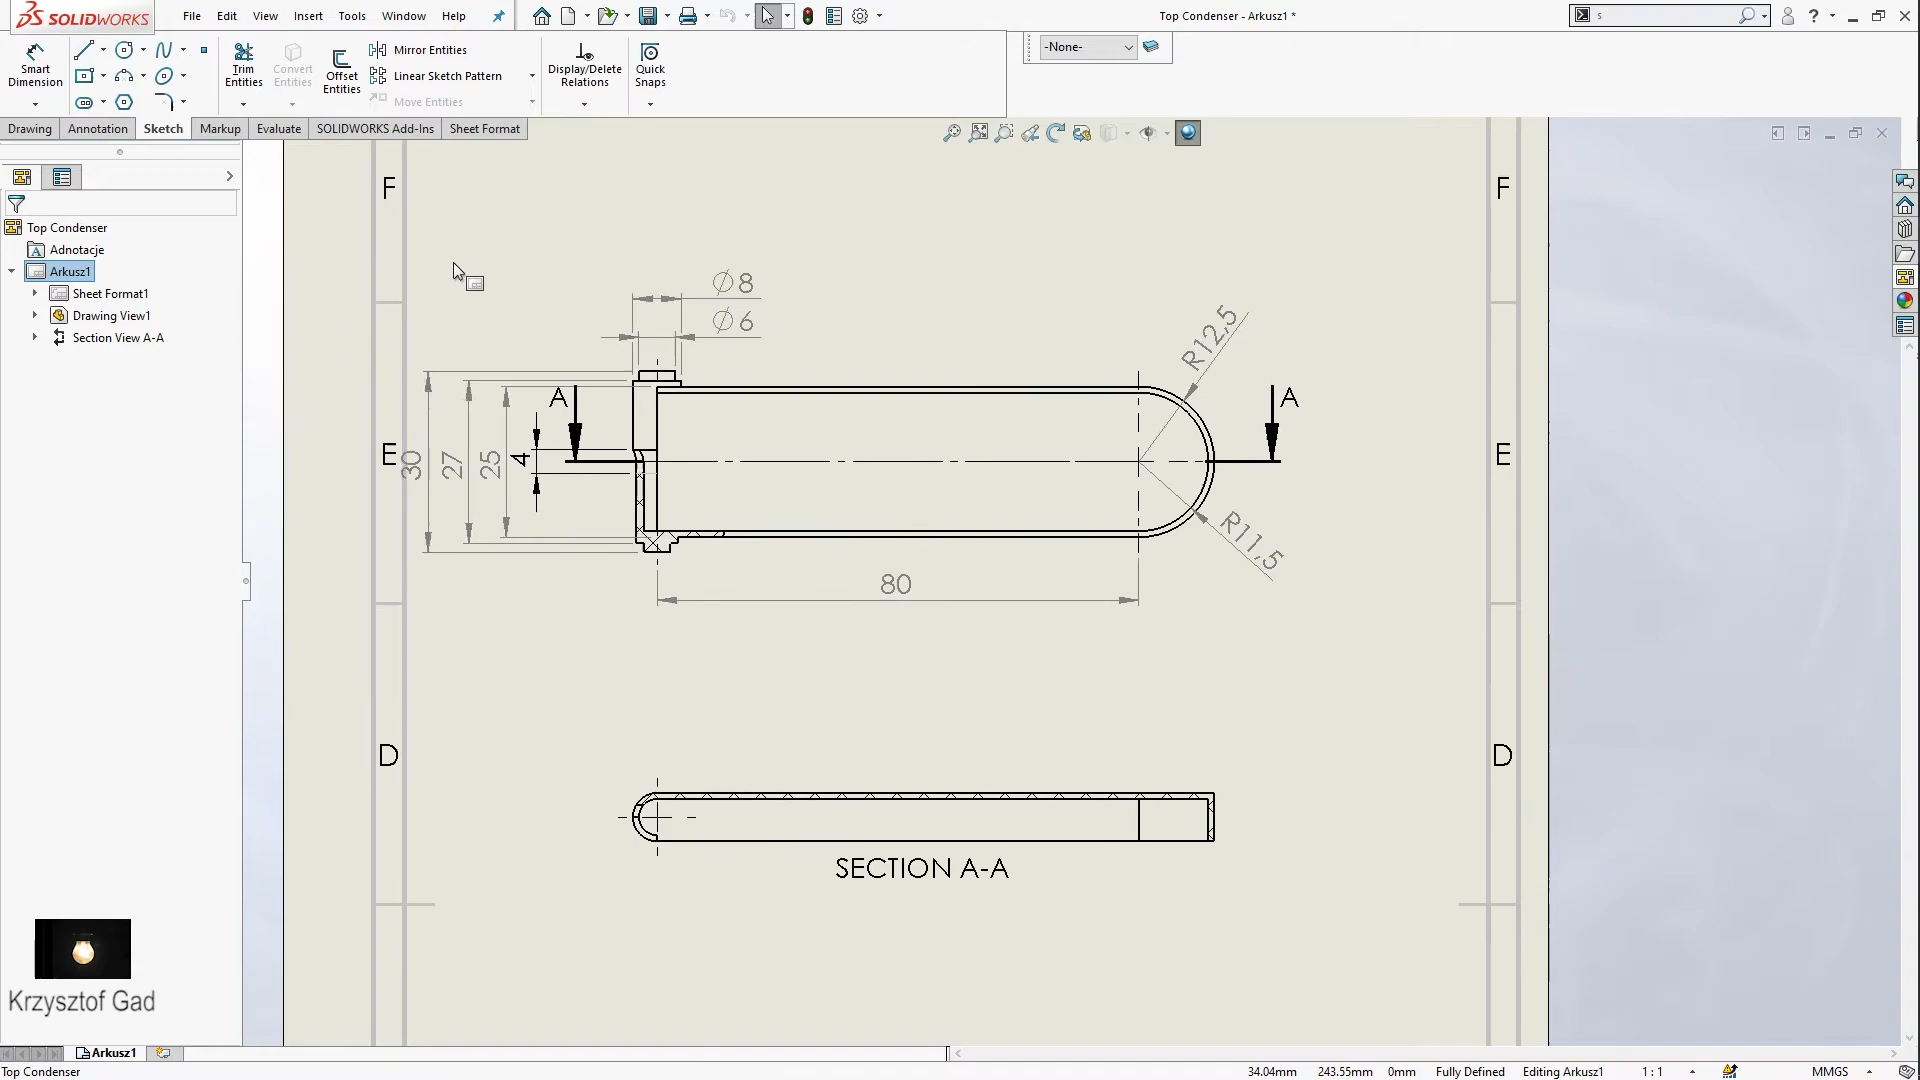 SOLIDWORKS File Edit View Insert Tools Window Help Top Condenser - Arkusz1 * s ?
Smart Dimension
Trim Entities
Convert Entities
Offset Entities
Mirror Entities
Linear Sketch Pattern
Move Entities
Display/Delete Relations
Quick Snaps
-None-
Drawing Annotation Sketch Markup Evaluate SOLIDWORKS Add-Ins Sheet Format
Top Condenser
A Adnotacje
Arkusz1
Sheet Format1
Drawing View1
Section View A-A
F F
∅8
∅6
R12,5
A A
E 30 27 25 4 E
R11,5
80
D D
SECTION A-A
Krzysztof Gad
Arkusz1
Top Condenser 34.04mm 243.55mm 0mm Fully Defined Editing Arkusz1 1 : 1 MMGS